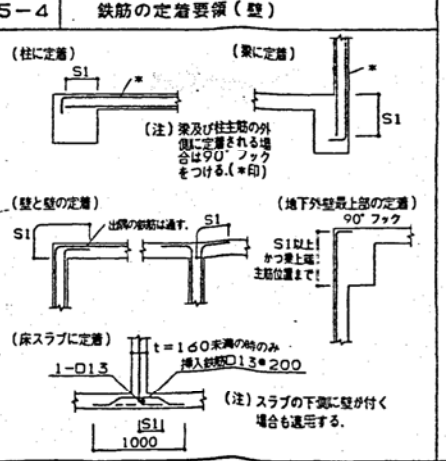 5-4 鉄筋の定着要領(壁)
(柱に定着)
S1
*
(梁に定着)
*
S1
(注) 梁及び柱主筋の外
側に定着される場
合は90°フック
をつける.(*印)
(壁と壁の定着)
S1
出隅の鉄筋は通す.
S1
(地下外壁最上部の定着)
90°フック
S1以上
かつ梁上端
主筋位置まで
(床スラブに定着)
t=160未満の時のみ
挿入鉄筋D13@200
1-D13
S1
1000
(注) スラブの下側に壁が付く
場合も適用する.